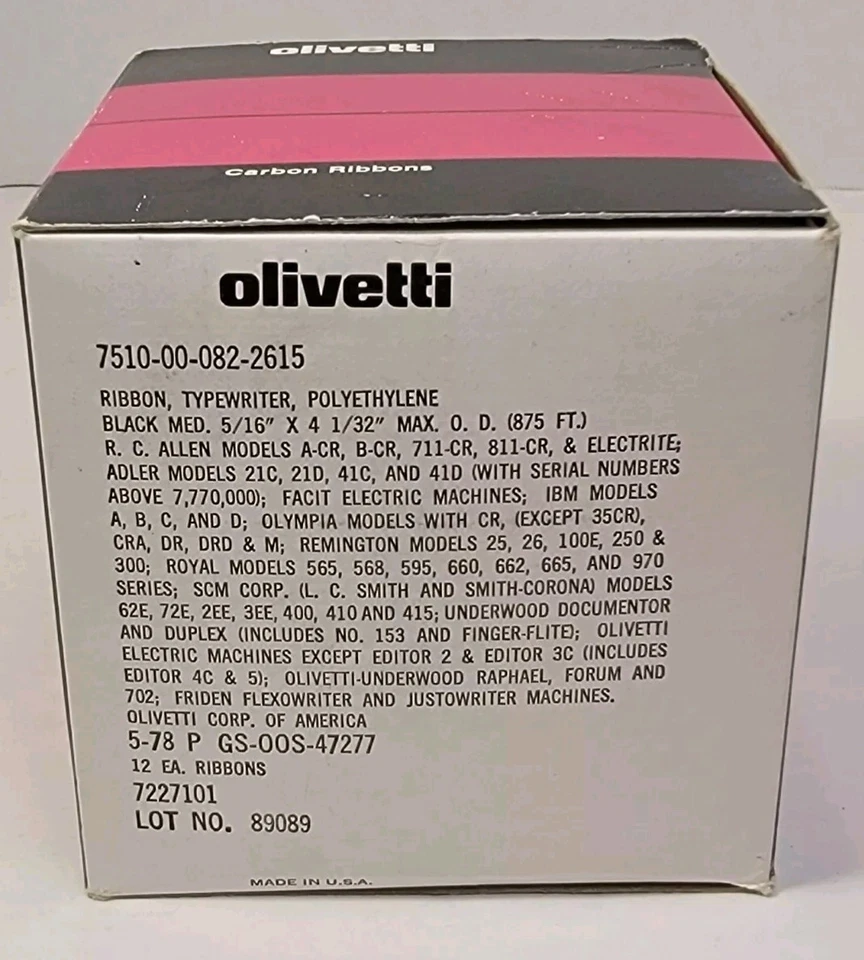 olivetti
Carbon Ribbons
olivetti
7510-00-082-2615
RIBBON, TYPEWRITER, POLYETHYLENE
BLACK MED. 5/16" X 4 1/32" MAX. O. D. (875 FT.)
R. C. ALLEN MODELS A-CR, B-CR, 711-CR, 811-CR, & ELECTRITE;
ADLER MODELS 21C, 21D, 41C, AND 41D (WITH SERIAL NUMBERS
ABOVE 7,770,000); FACIT ELECTRIC MACHINES; IBM MODELS
A, B, C, AND D; OLYMPIA MODELS WITH CR, (EXCEPT 35CR),
CRA, DR, DRD & M; REMINGTON MODELS 25, 26, 100E, 250 &
300; ROYAL MODELS 565, 568, 595, 660, 662, 665, AND 970
SERIES; SCM CORP. (L. C. SMITH AND SMITH-CORONA) MODELS
62E, 72E, 2EE, 3EE, 400, 410 AND 415; UNDERWOOD DOCUMENTOR
AND DUPLEX (INCLUDES NO. 153 AND FINGER-FLITE); OLIVETTI
ELECTRIC MACHINES EXCEPT EDITOR 2 & EDITOR 3C (INCLUDES
EDITOR 4C & 5); OLIVETTI-UNDERWOOD RAPHAEL, FORUM AND
702; FRIDEN FLEXOWRITER AND JUSTOWRITER MACHINES.
OLIVETTI CORP. OF AMERICA
5-78 P GS-OOS-47277
12 EA. RIBBONS
7227101
LOT NO. 89089
MADE IN U.S.A.